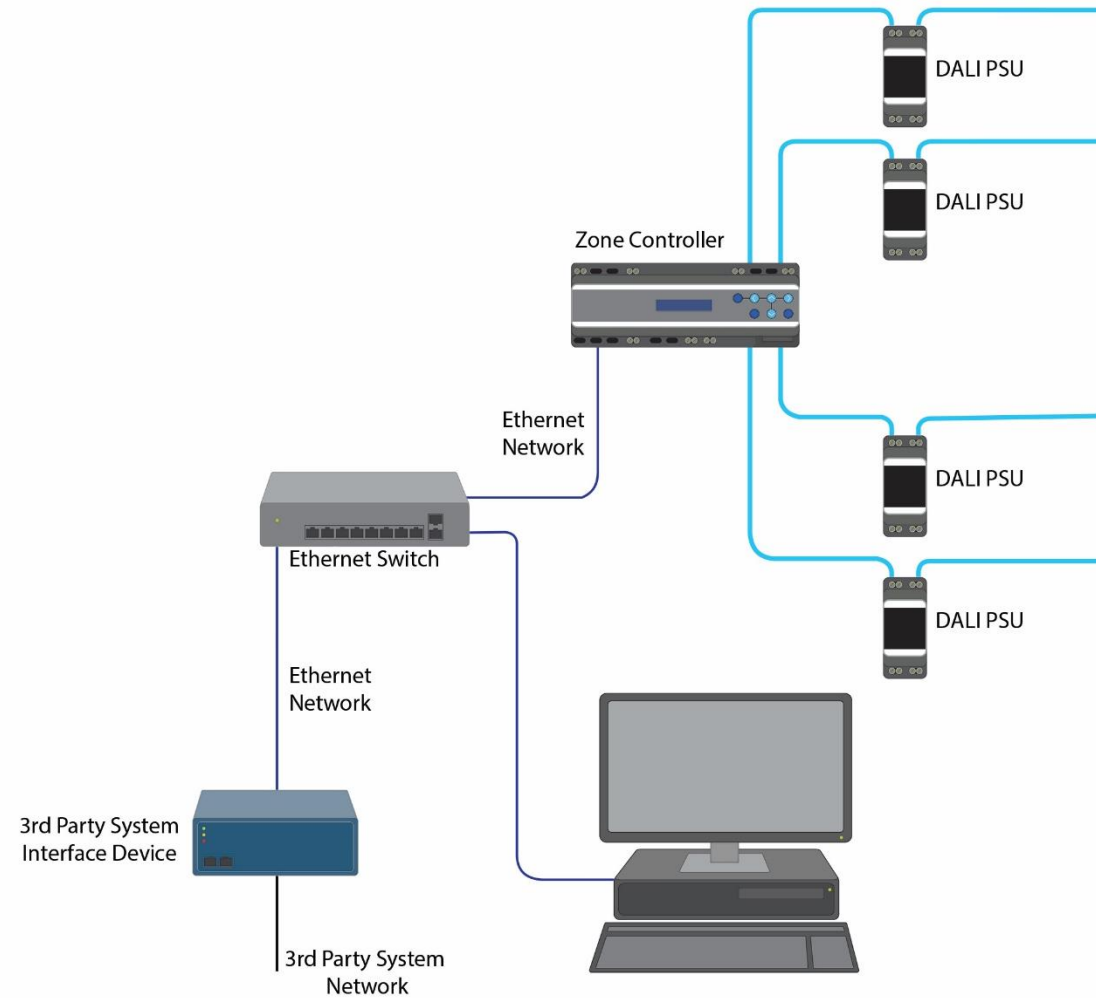 DALI PSU
DALI PSU
Zone Controller
Ethernet
Network
DALI PSU
Ethernet Switch
DALI PSU
Ethernet
Network
3rd Party System
Interface Device
3rd Party System
Network